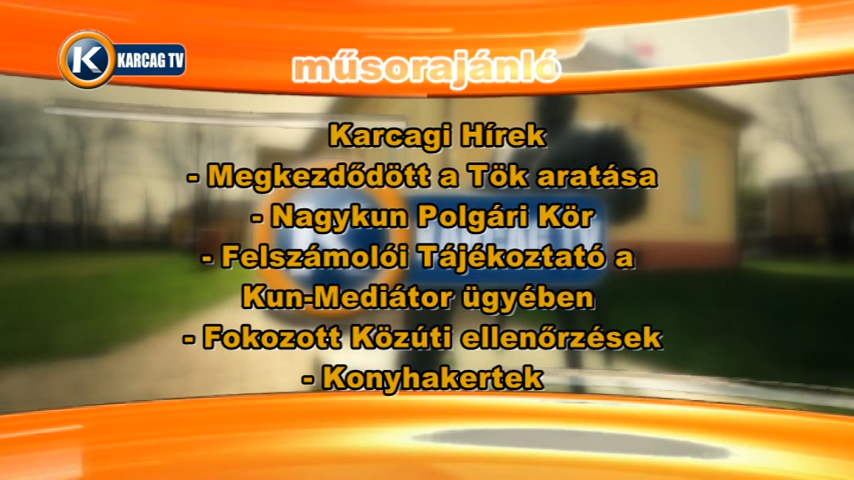 K KARCAG TV
műsorajánló
Karcagi Hírek
- Megkezdődött a Tök aratása
- Nagykun Polgári Kör
- Felszámolói Tájékoztató a
Kun-Mediátor ügyében
- Fokozott Közúti ellenőrzések
- Konyhakertek